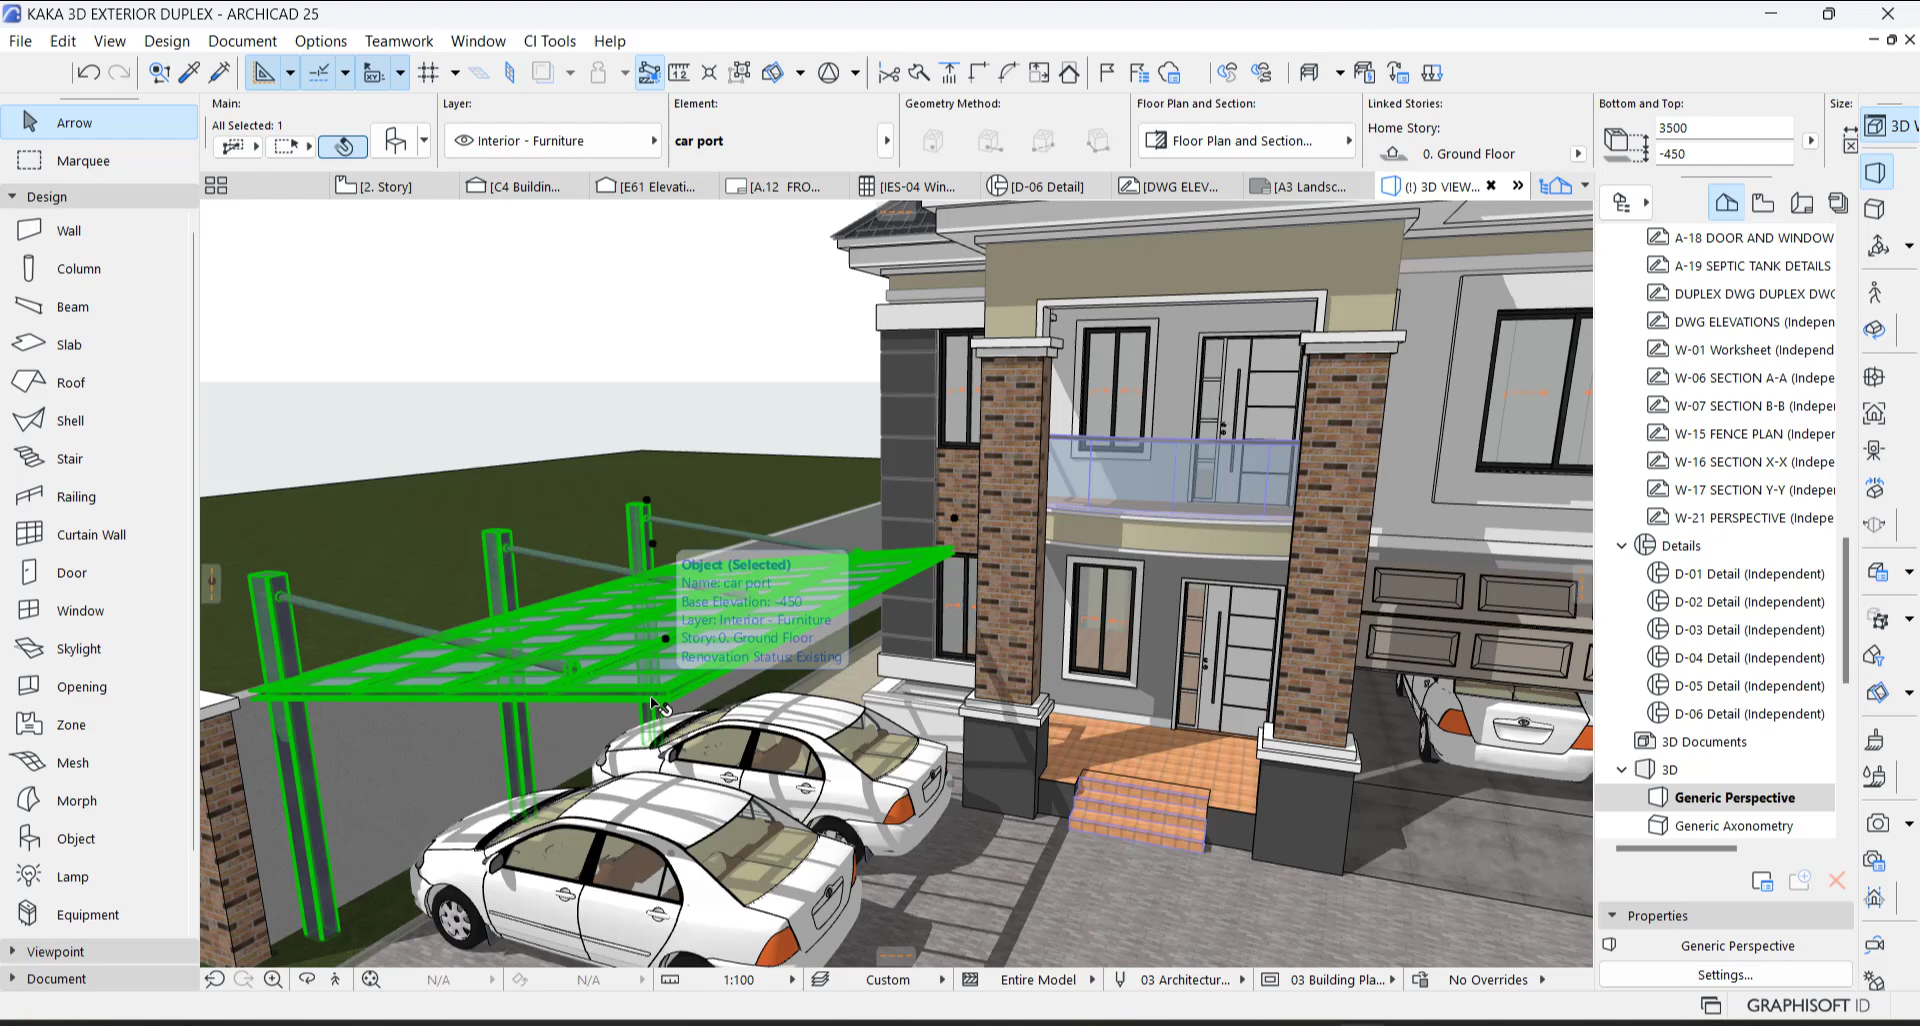 KAKA 3D EXTERIOR DUPLEX - ARCHICAD 25
File Edit View Design Document Options Teamwork Window CI Tools Help
Main: Layer: Element: Geometry Method: Floor Plan and Section: Linked Stories: Bottom and Top: Size:
All Selected: 1
Interior - Furniture
car port
Floor Plan and Section...
Home Story:
0. Ground Floor
3500
-450
3D V
[2. Story] [C4 Buildin... [E61 Elevati... [A.12 FRO... [IES-04 Win... [D-06 Detail] [DWG ELEV... [A3 Landsc... (!) 3D VIEW...
Arrow
Marquee
Design
Wall
Column
Beam
Slab
Roof
Shell
Stair
Railing
Curtain Wall
Door
Window
Skylight
Opening
Zone
Mesh
Morph
Object
Lamp
Equipment
Viewpoint
Document
Object (Selected)
Name: car port
Base Elevation: -450
Layer: Interior - Furniture
Story: 0. Ground Floor
Renovation Status: Existing
A-18 DOOR AND WINDOW
A-19 SEPTIC TANK DETAILS
DUPLEX DWG DUPLEX DWG
DWG ELEVATIONS (Indepen
W-01 Worksheet (Independ
W-06 SECTION A-A (Indepe
W-07 SECTION B-B (Indepe
W-15 FENCE PLAN (Indeper
W-16 SECTION X-X (Indepe
W-17 SECTION Y-Y (Indepe
W-21 PERSPECTIVE (Indepe
Details
D-01 Detail (Independent)
D-02 Detail (Independent)
D-03 Detail (Independent)
D-04 Detail (Independent)
D-05 Detail (Independent)
D-06 Detail (Independent)
3D Documents
3D
Generic Perspective
Generic Axonometry
Properties
Generic Perspective
Settings...
N/A N/A 1:100 Custom Entire Model 03 Architectur... 03 Building Pla... No Overrides
GRAPHISOFT ID